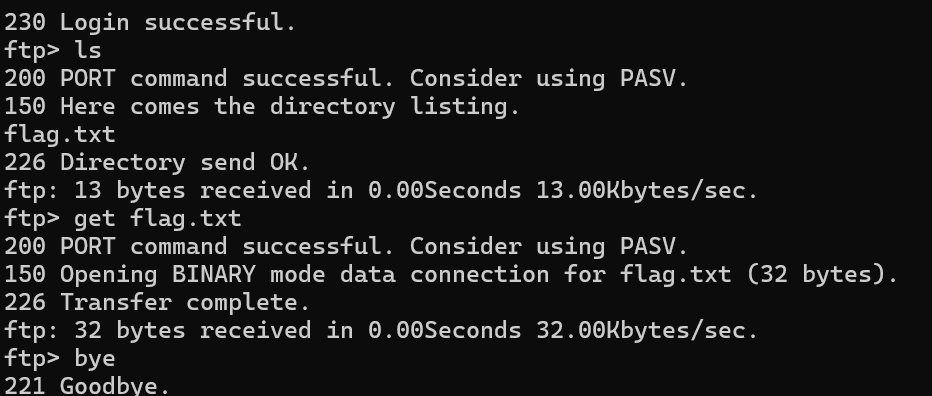 230 Login successful.
ftp> ls
200 PORT command successful. Consider using PASV.
150 Here comes the directory listing.
flag.txt
226 Directory send OK.
ftp: 13 bytes received in 0.00Seconds 13.00Kbytes/sec.
ftp> get flag.txt
200 PORT command successful. Consider using PASV.
150 Opening BINARY mode data connection for flag.txt (32 bytes).
226 Transfer complete.
ftp: 32 bytes received in 0.00Seconds 32.00Kbytes/sec.
ftp> bye
221 Goodbye.